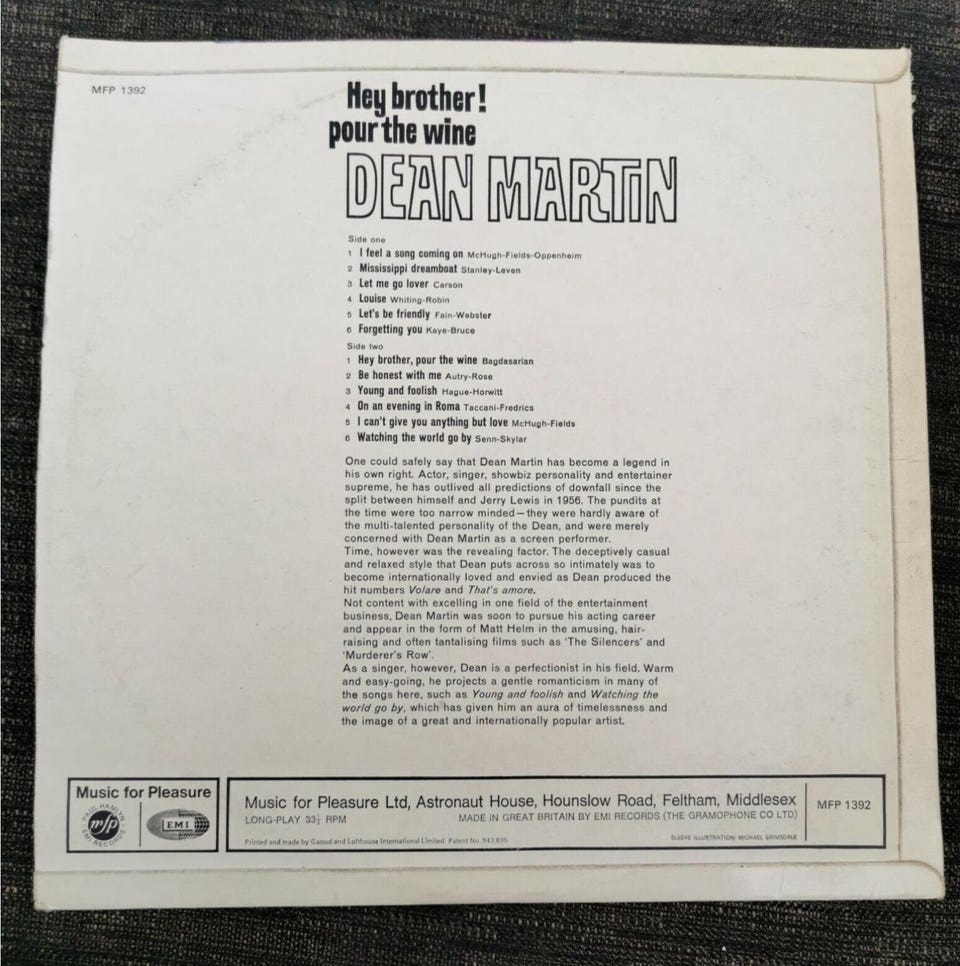 MFP 1392
Hey brother!
pour the wine
DEAN MARTIN
Side one
1 I feel a song coming on McHugh-Fields-Oppenheim
2 Mississippi dreamboat Stanley-Leven
3 Let me go lover Carson
4 Louise Whiting-Robin
5 Let's be friendly Fain-Webster
6 Forgetting you Kaye-Bruce
Side two
1 Hey brother, pour the wine Bagdasarian
2 Be honest with me Autry-Rose
3 Young and foolish Hague-Horwitt
4 On an evening in Roma Taccani-Fredrics
5 I can't give you anything but love McHugh-Fields
6 Watching the world go by Senn-Skylar
One could safely say that Dean Martin has become a legend in
his own right. Actor, singer, showbiz personality and entertainer
supreme, he has outlived all predictions of downfall since the
split between himself and Jerry Lewis in 1956. The pundits at
the time were too narrow minded—they were hardly aware of
the multi-talented personality of the Dean, and were merely
concerned with Dean Martin as a screen performer.
Time, however was the revealing factor. The deceptively casual
and relaxed style that Dean puts across so intimately was to
become internationally loved and envied as Dean produced the
hit numbers Volare and That's amore.
Not content with excelling in one field of the entertainment
business, Dean Martin was soon to pursue his acting career
and appear in the form of Matt Helm in the amusing, hair-
raising and often tantalising films such as 'The Silencers' and
'Murderer's Row'.
As a singer, however, Dean is a perfectionist in his field. Warm
and easy-going, he projects a gentle romanticism in many of
the songs here, such as Young and foolish and Watching the
world go by, which has given him an aura of timelessness and
the image of a great and internationally popular artist.
Music for Pleasure
PAUL HAMLYN
mfp
EMI RECORDS
EMI
Music for Pleasure Ltd, Astronaut House, Hounslow Road, Feltham, Middlesex
LONG-PLAY 33⅓ RPM MADE IN GREAT BRITAIN BY EMI RECORDS (THE GRAMOPHONE CO LTD)
Printed and made by Garrod and Lofthouse International Limited. Patent No. 943,895 SLEEVE ILLUSTRATION: MICHAEL GRIMSDALE
MFP 1392